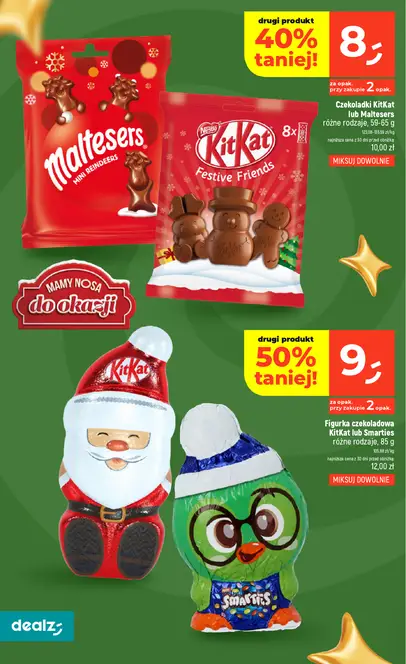 drugi produkt
40%
taniej!
8,-
za opak.
przy zakupie 2 opak.
Czekoladki KitKat
lub Maltesers
różne rodzaje, 59-65 g
najniższa cena z 30 dni przed obniżką
10,00 zł
MIKSUJ DOWOLNIE
Maltesers
MINI REINDEERS
Nestlé
KitKat
8x
Festive Friends
MAMY NOSA
do okazji
drugi produkt
50%
taniej!
9,-
za opak.
przy zakupie 2 opak.
Figurka czekoladowa
KitKat lub Smarties
różne rodzaje, 85 g
najniższa cena z 30 dni przed obniżką
12,00 zł
MIKSUJ DOWOLNIE
KitKat
SMARTIES
dealz